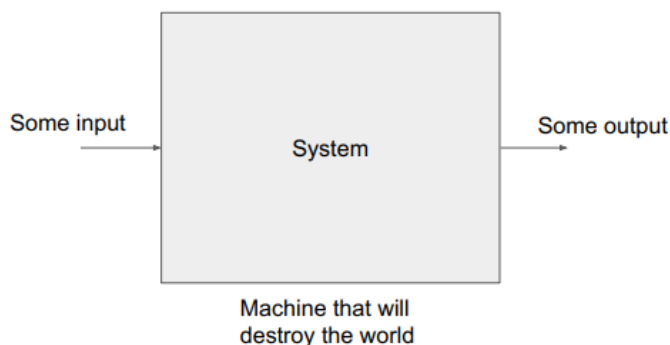 Some input
System
Some output
Machine that will
destroy the world